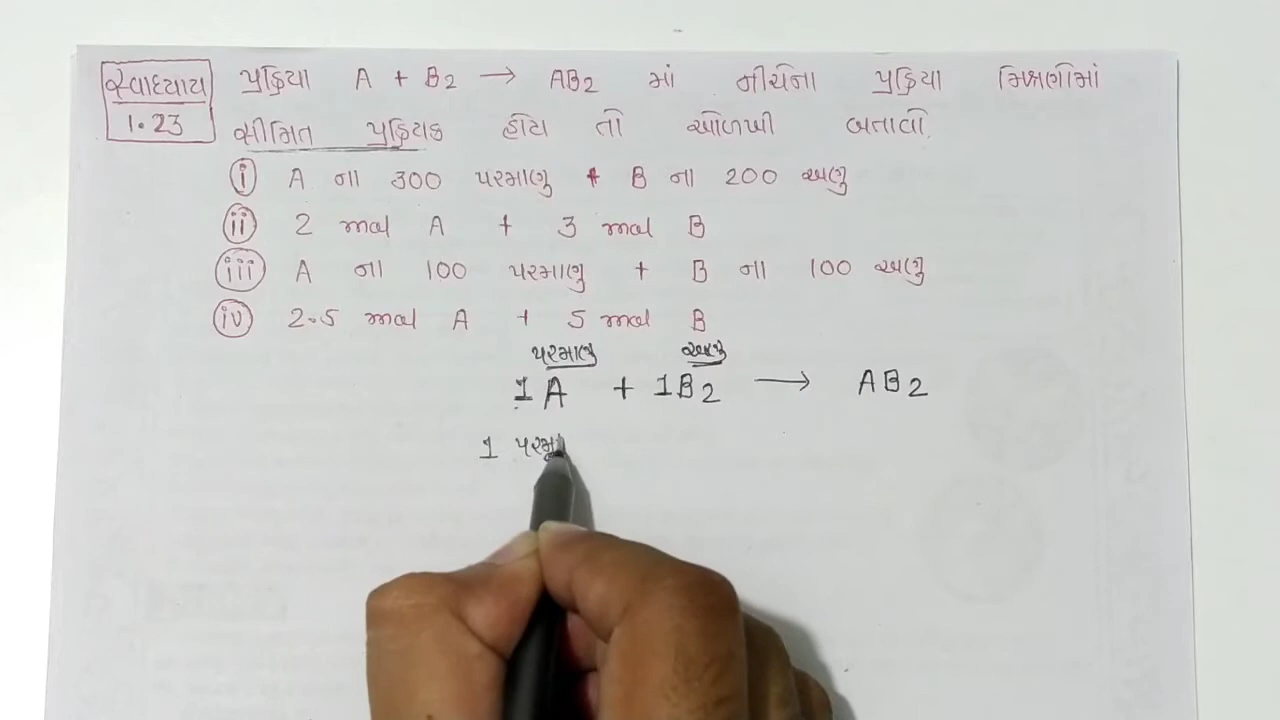 સ્વાધ્યાય
1.23
પ્રક્રિયા A + B2 → AB2 માં નીચેના પ્રક્રિયા મિશ્રણોમાં
સીમિત પ્રક્રિયક હોય તો ઓળખી બતાવો
(i) A ના 300 પરમાણુ + B ના 200 અણુ
(ii) 2 mol A + 3 mol B
(iii) A ના 100 પરમાણુ + B ના 100 અણુ
(iv) 2.5 mol A + 5 mol B
પરમાણુ અણુ
1A + 1B2 → AB2
1